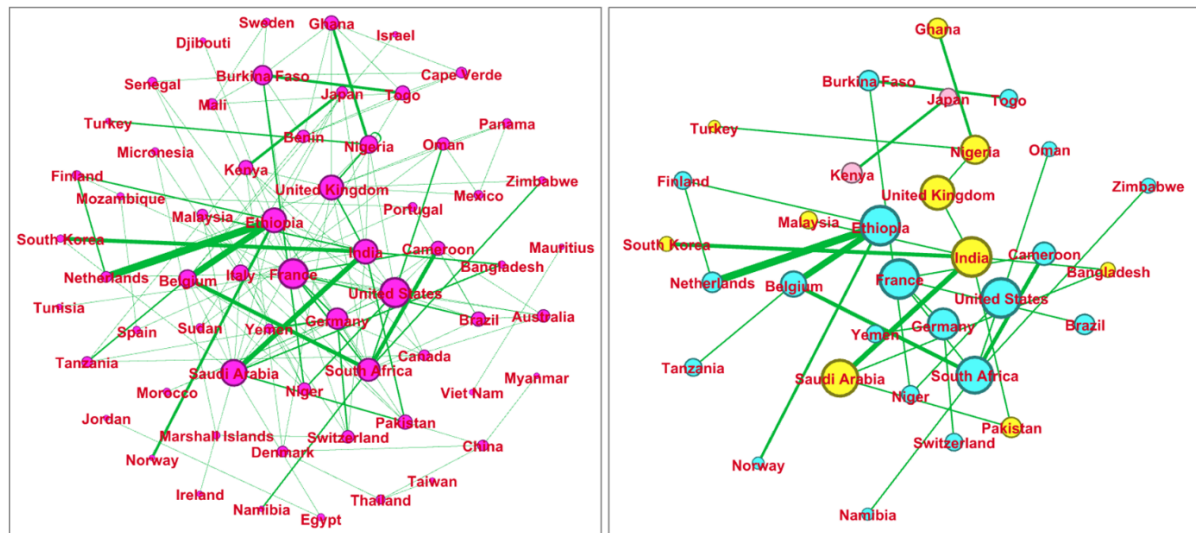 Sweden
Ghana
Israel
Djibouti
Burkina Faso
Cape Verde
Senegal
Japan
Togo
Mali
Turkey
Benin
Nigeria
Oman
Panama
Micronesia
Kenya
Finland
United Kingdom
Zimbabwe
Mozambique
Mexico
Malaysia
Portugal
Ethiopia
South Korea
India
Cameroon
Mauritius
Netherlands
Belgium
Italy
France
Bangladesh
United States
Tunisia
Spain
Sudan
Yemen
Germany
Brazil
Australia
Tanzania
Canada
Saudi Arabia
South Africa
Myanmar
Morocco
Niger
Viet Nam
Jordan
Pakistan
Marshall Islands
Switzerland
Norway
Denmark
China
Ireland
Taiwan
Namibia
Thailand
Egypt
Ghana
Burkina Faso
Japan
Togo
Turkey
Nigeria
Oman
Finland
Kenya
Zimbabwe
United Kingdom
Malaysia
Ethiopia
South Korea
India
Cameroon
Netherlands
Belgium
France
Bangladesh
United States
Yemen
Germany
Brazil
Tanzania
Saudi Arabia
South Africa
Niger
Pakistan
Switzerland
Norway
Namibia